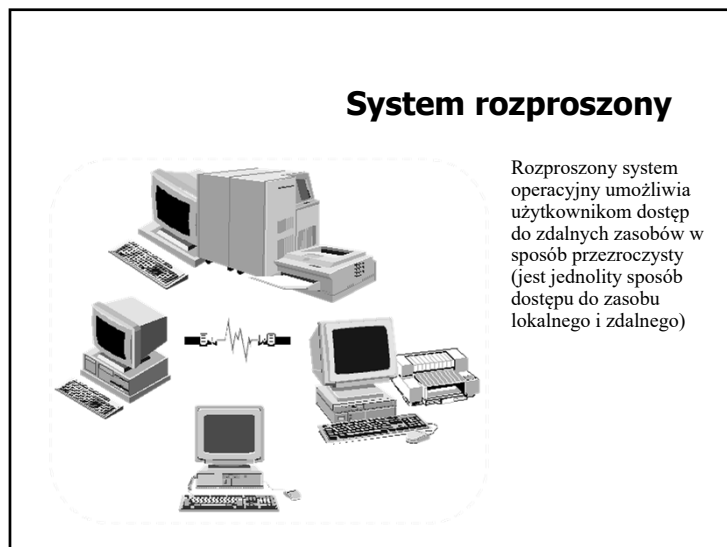 System rozproszony
Rozproszony system
operacyjny umożliwia
użytkownikom dostęp
do zdalnych zasobów w
sposób przezroczysty
(jest jednolity sposób
dostępu do zasobu
lokalnego i zdalnego)